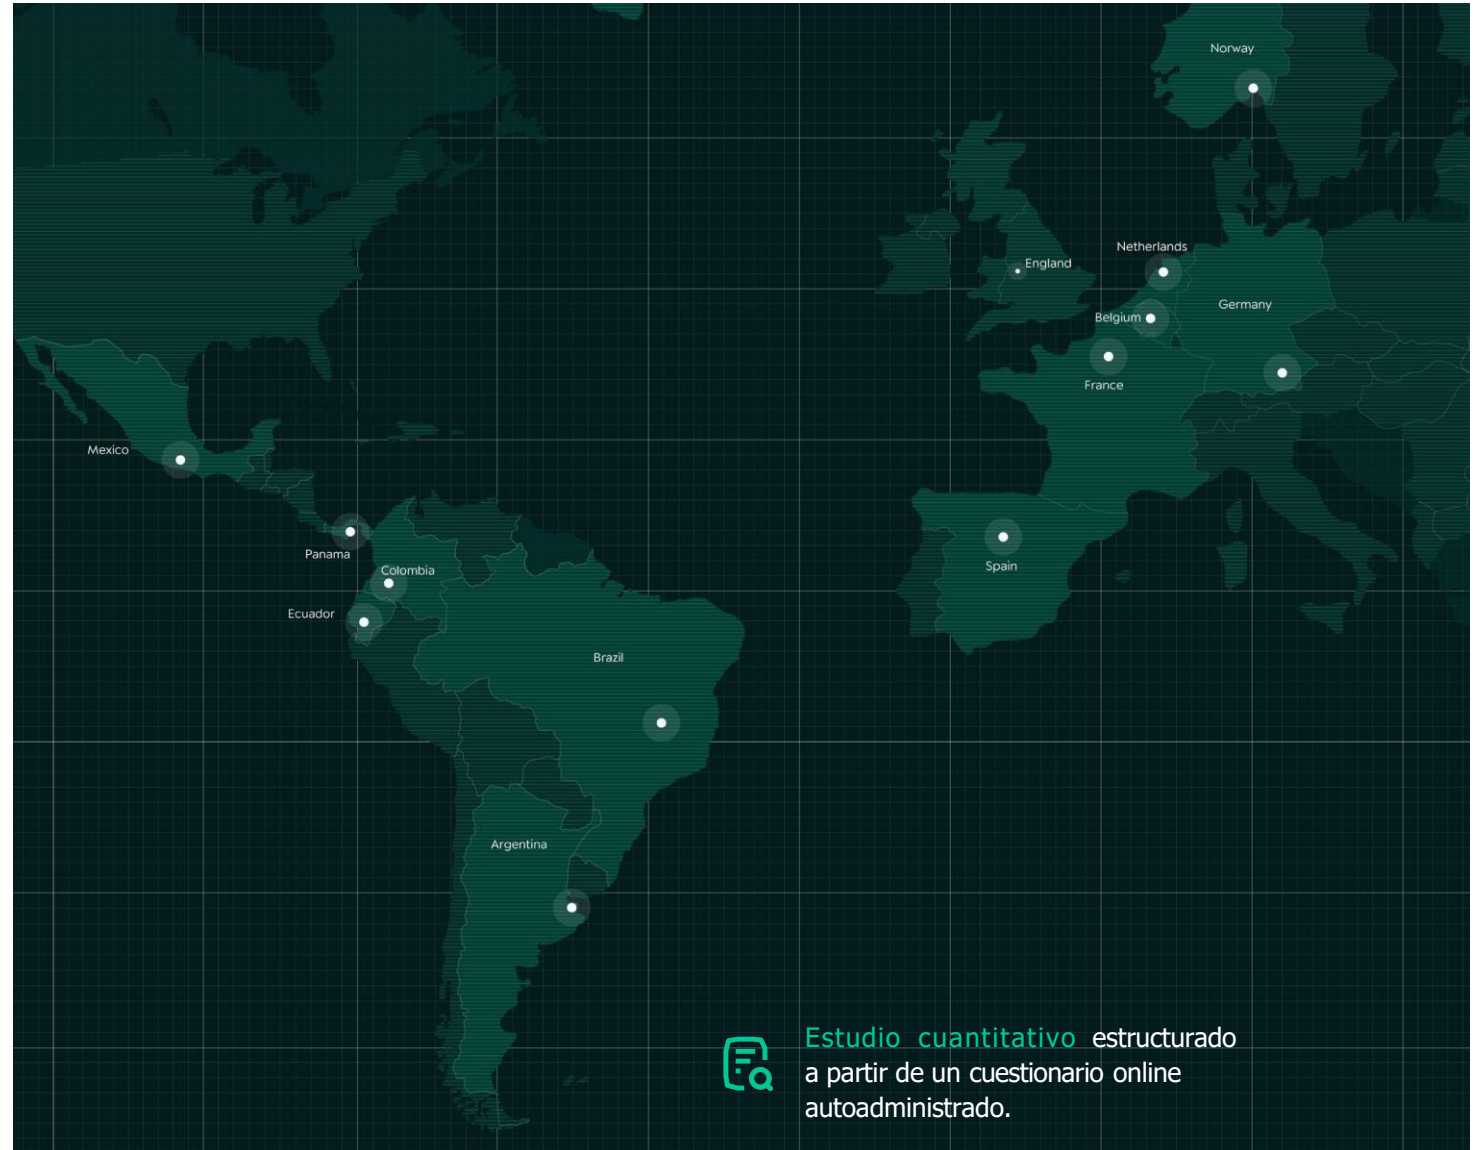 Norway
Netherlands
England
Germany
Belgium
France
Mexico
Spain
Panama
Colombia
Ecuador
Brazil
Argentina
Estudio cuantitativo estructurado
a partir de un cuestionario online
autoadministrado.